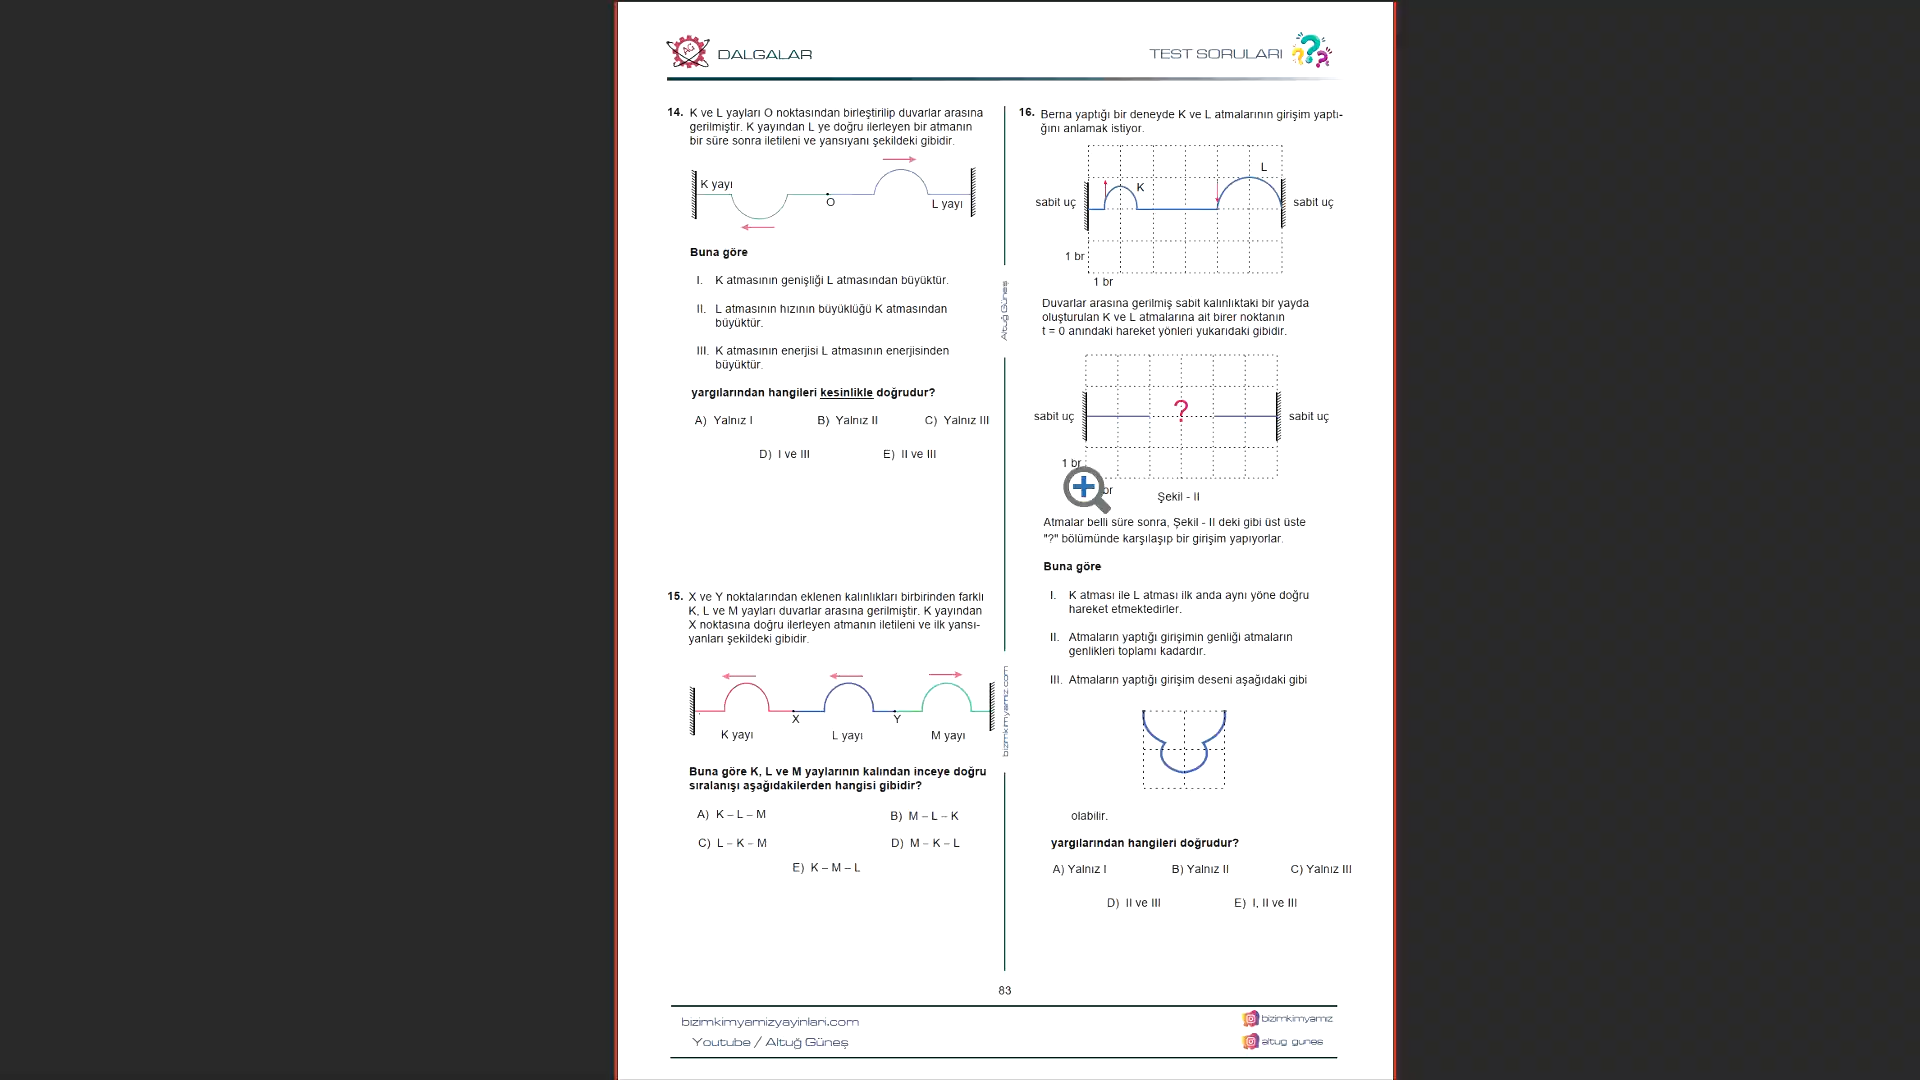 DALGALAR
TEST SORULARI
14. K ve L yayları O noktasından birleştirilip duvarlar arasına
gerilmiştir. K yayından L ye doğru ilerleyen bir atmanın
bir süre sonra iletileni ve yansıyanı şekildeki gibidir.
K yayı
O
L yayı
Buna göre
I. K atmasının genişliği L atmasından büyüktür.
II. L atmasının hızının büyüklüğü K atmasından
büyüktür.
III. K atmasının enerjisi L atmasının enerjisinden
büyüktür.
yargılarından hangileri kesinlikle doğrudur?
A) Yalnız I
B) Yalnız II
C) Yalnız III
D) I ve III
E) II ve III
15. X ve Y noktalarından eklenen kalınlıkları birbirinden farklı
K, L ve M yayları duvarlar arasına gerilmiştir. K yayından
X noktasına doğru ilerleyen atmanın iletileni ve ilk yansı-
yanları şekildeki gibidir.
X
Y
K yayı
L yayı
M yayı
Buna göre K, L ve M yaylarının kalından inceye doğru
sıralanışı aşağıdakilerden hangisi gibidir?
A) K – L – M
B) M – L – K
C) L – K – M
D) M – K – L
E) K – M – L
Altuğ Güneş
bizimkimyamiz.com
16. Berna yaptığı bir deneyde K ve L atmalarının girişim yaptı-
ğını anlamak istiyor.
L
K
sabit uç
sabit uç
1 br
1 br
Duvarlar arasına gerilmiş sabit kalınlıktaki bir yayda
oluşturulan K ve L atmalarına ait birer noktanın
t = 0 anındaki hareket yönleri yukarıdaki gibidir.
?
sabit uç
sabit uç
1 br
br
Şekil - II
Atmalar belli süre sonra, Şekil - II deki gibi üst üste
"?" bölümünde karşılaşıp bir girişim yapıyorlar.
Buna göre
I. K atması ile L atması ilk anda aynı yöne doğru
hareket etmektedirler.
II. Atmaların yaptığı girişimin genliği atmaların
genlikleri toplamı kadardır.
III. Atmaların yaptığı girişim deseni aşağıdaki gibi
olabilir.
yargılarından hangileri doğrudur?
A) Yalnız I
B) Yalnız II
C) Yalnız III
D) II ve III
E) I, II ve III
83
bizimkimyamizyayinlari.com
Youtube / Altuğ Güneş
bizimkimyamiz
altug gunes